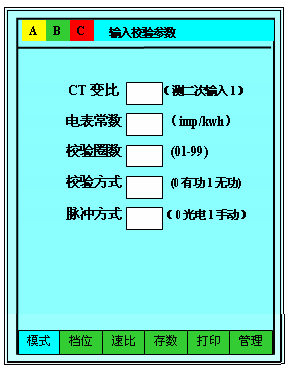 A B C 输入校验参数
CT 变比 （测二次输入 1）
电表常数 （imp/kwh）
校验圈数 (01-99)
校验方式 (0 有功 1 无功)
脉冲方式 （0 光电 1 手动）
模式 档位 速比 存数 打印 管理